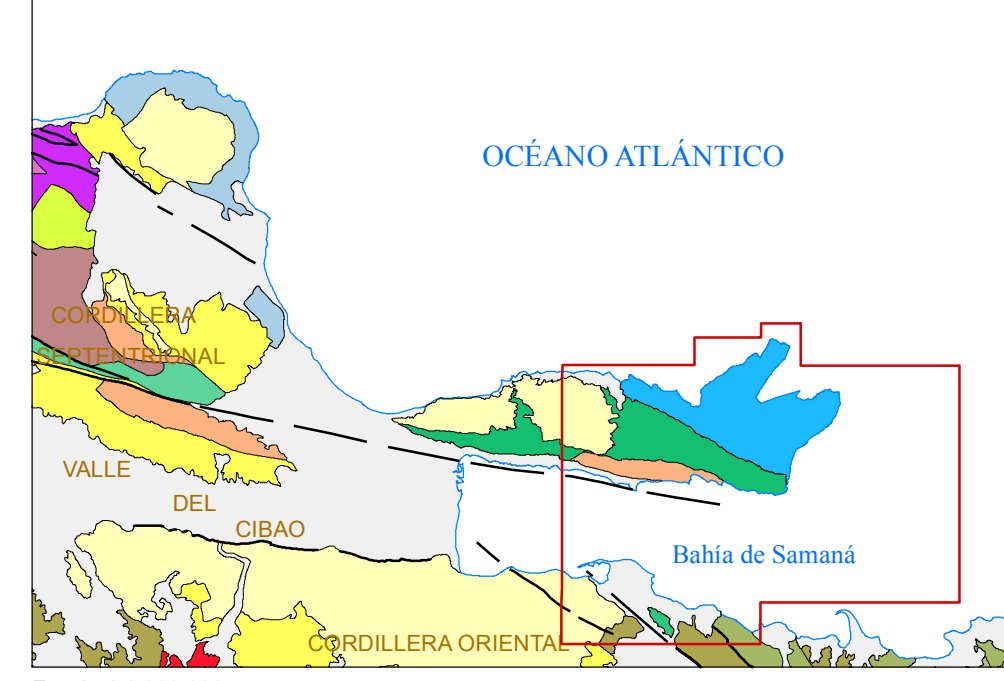 OCÉANO ATLÁNTICO
CORDILLERA
SEPTENTRIONAL
VALLE
DEL
CIBAO
Bahía de Samaná
CORDILLERA ORIENTAL